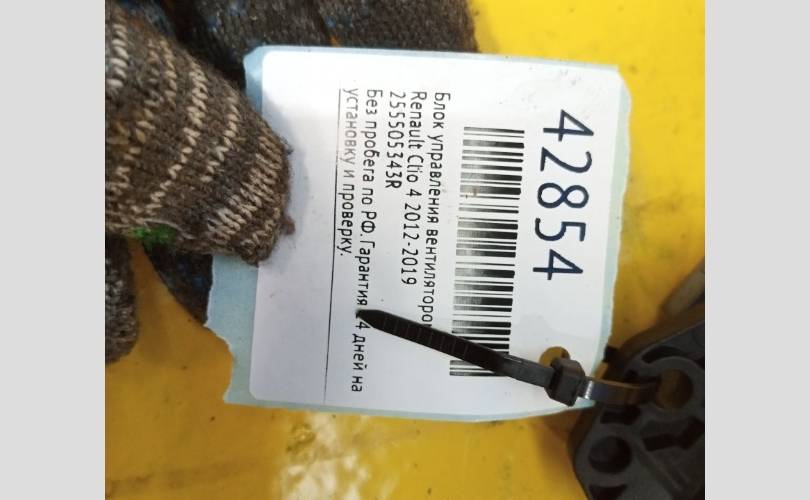 42854
Блок управления вентилятором
Renault Clio 4 2012-2019
255505343R
Без пробега по РФ. Гарантия 14 дней на
установку и проверку.